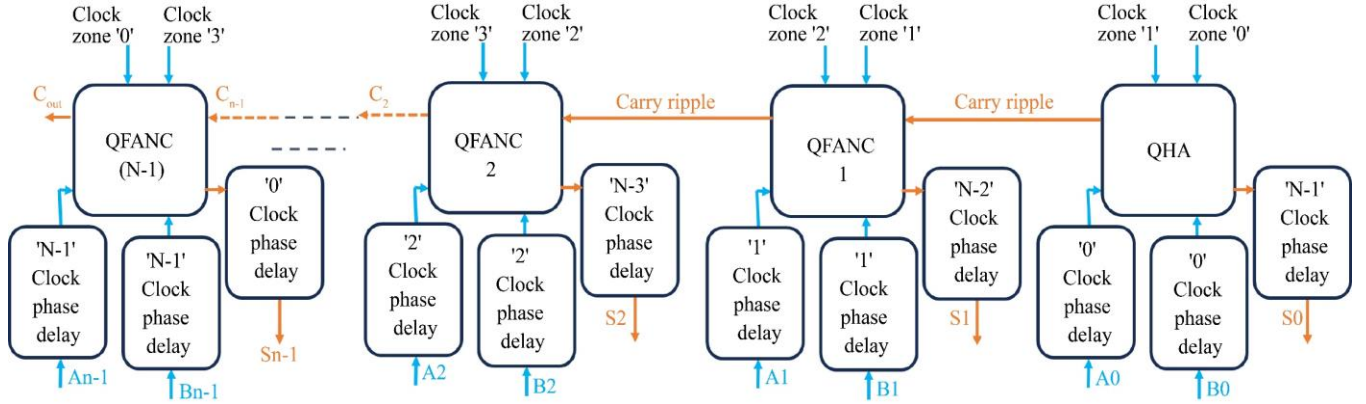 Clock
zone '0'
Clock
zone '3'
Clock
zone '3'
Clock
zone '2'
Clock
zone '2'
Clock
zone '1'
Clock
zone '1'
Clock
zone '0'
Cout
Cn-1
C2
Carry ripple
Carry ripple
QFANC
(N-1)
QFANC
2
QFANC
1
QHA
'0'
Clock
phase
delay
'N-3'
Clock
phase
delay
'N-2'
Clock
phase
delay
'N-1'
Clock
phase
delay
'N-1'
Clock
phase
delay
'N-1'
Clock
phase
delay
'2'
Clock
phase
delay
'2'
Clock
phase
delay
'1'
Clock
phase
delay
'1'
Clock
phase
delay
'0'
Clock
phase
delay
'0'
Clock
phase
delay
Sn-1
S2
S1
S0
An-1
Bn-1
A2
B2
A1
B1
A0
B0